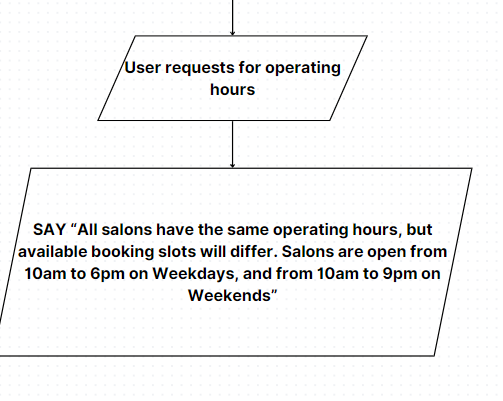 User requests for operating
hours
SAY “All salons have the same operating hours, but
available booking slots will differ. Salons are open from
10am to 6pm on Weekdays, and from 10am to 9pm on
Weekends”